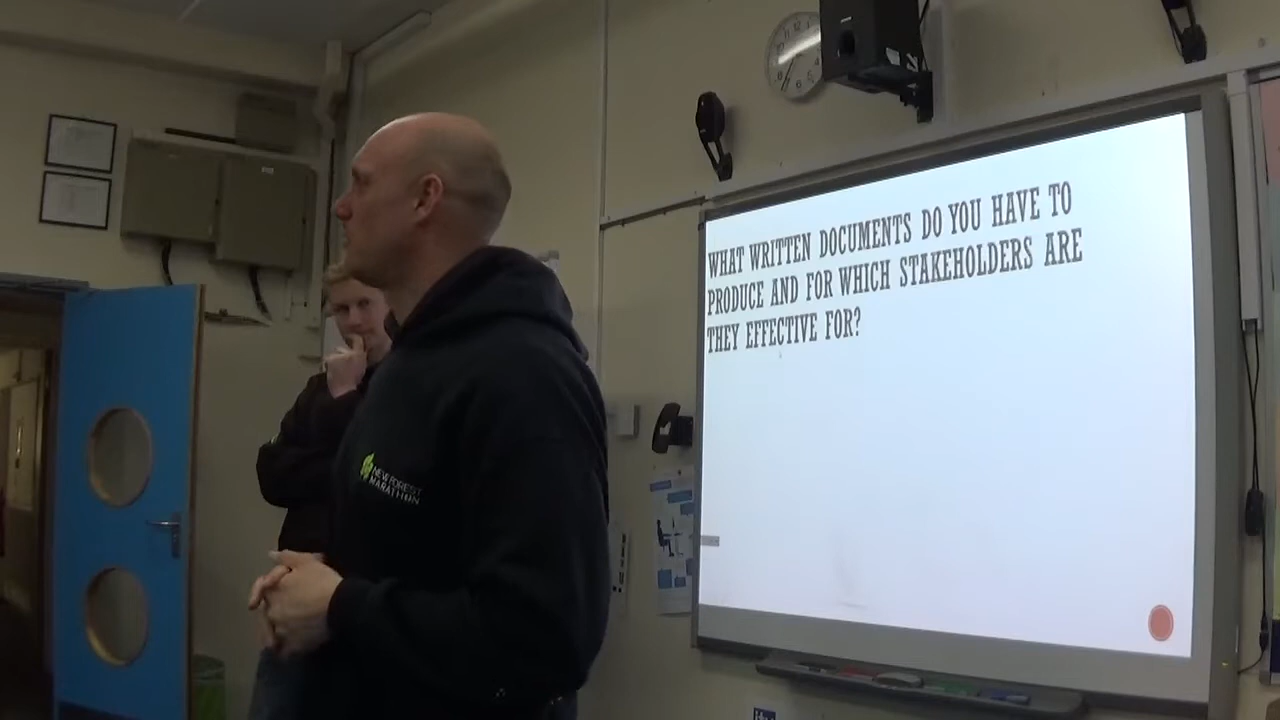 WHAT WRITTEN DOCUMENTS DO YOU HAVE TO
PRODUCE AND FOR WHICH STAKEHOLDERS ARE
THEY EFFECTIVE FOR?
NEW FOREST
MARATHON